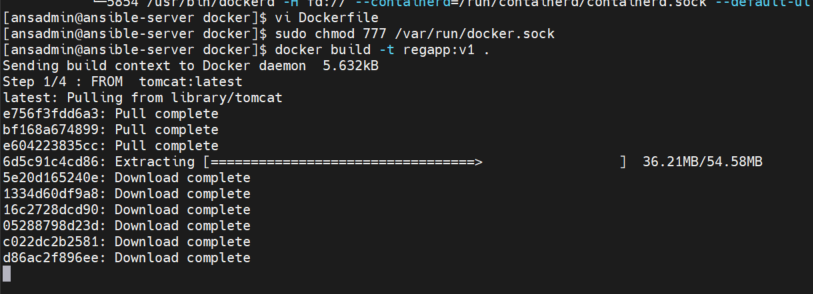 └─5854 /usr/bin/dockerd -H fd:// --containerd=/run/containerd/containerd.sock --default-ul
[ansadmin@ansible-server docker]$ vi Dockerfile
[ansadmin@ansible-server docker]$ sudo chmod 777 /var/run/docker.sock
[ansadmin@ansible-server docker]$ docker build -t regapp:v1 .
Sending build context to Docker daemon  5.632kB
Step 1/4 : FROM  tomcat:latest
latest: Pulling from library/tomcat
e756f3fdd6a3: Pull complete
bf168a674899: Pull complete
e604223835cc: Pull complete
6d5c91c4cd86: Extracting [=================================>                 ]  36.21MB/54.58MB
5e20d165240e: Download complete
1334d60df9a8: Download complete
16c2728dcd90: Download complete
05288798d23d: Download complete
c022dc2b2581: Download complete
d86ac2f896ee: Download complete